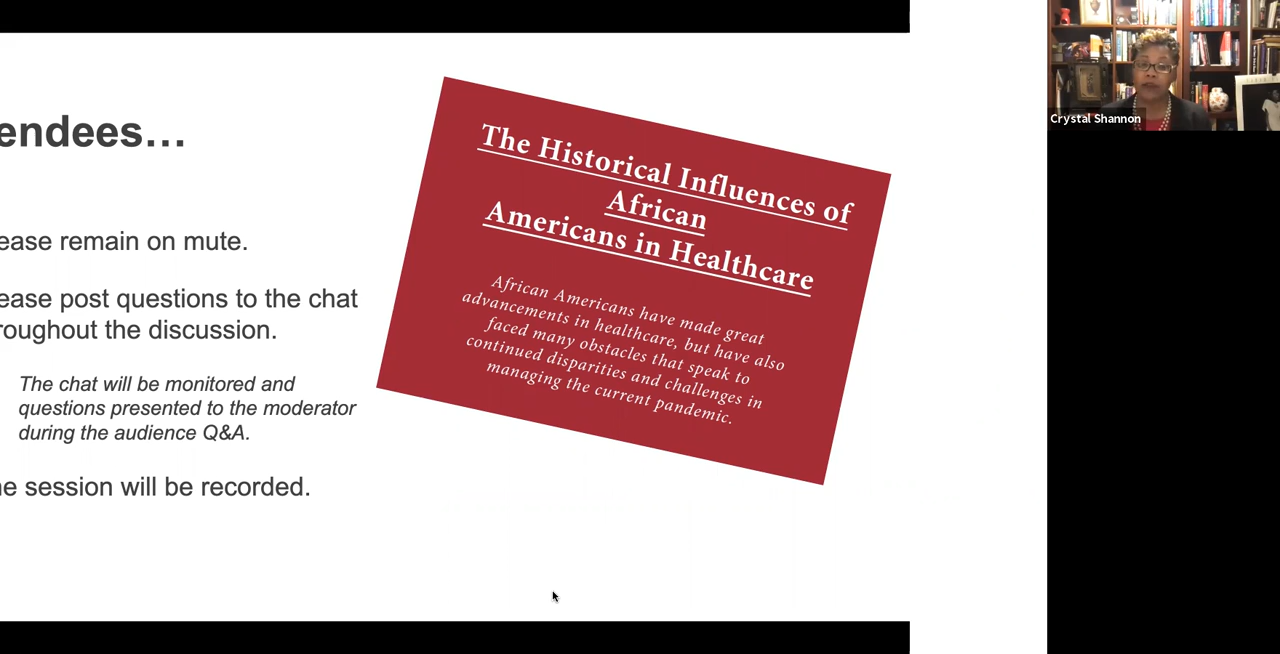 endees…
ease remain on mute.
ease post questions to the chat
roughout the discussion.
The chat will be monitored and
questions presented to the moderator
during the audience Q&A.
ne session will be recorded.
The Historical Influences of
African
Americans in Healthcare
African Americans have made great
advancements in healthcare, but have also
faced many obstacles that speak to
continued disparities and challenges in
managing the current pandemic.
Crystal Shannon